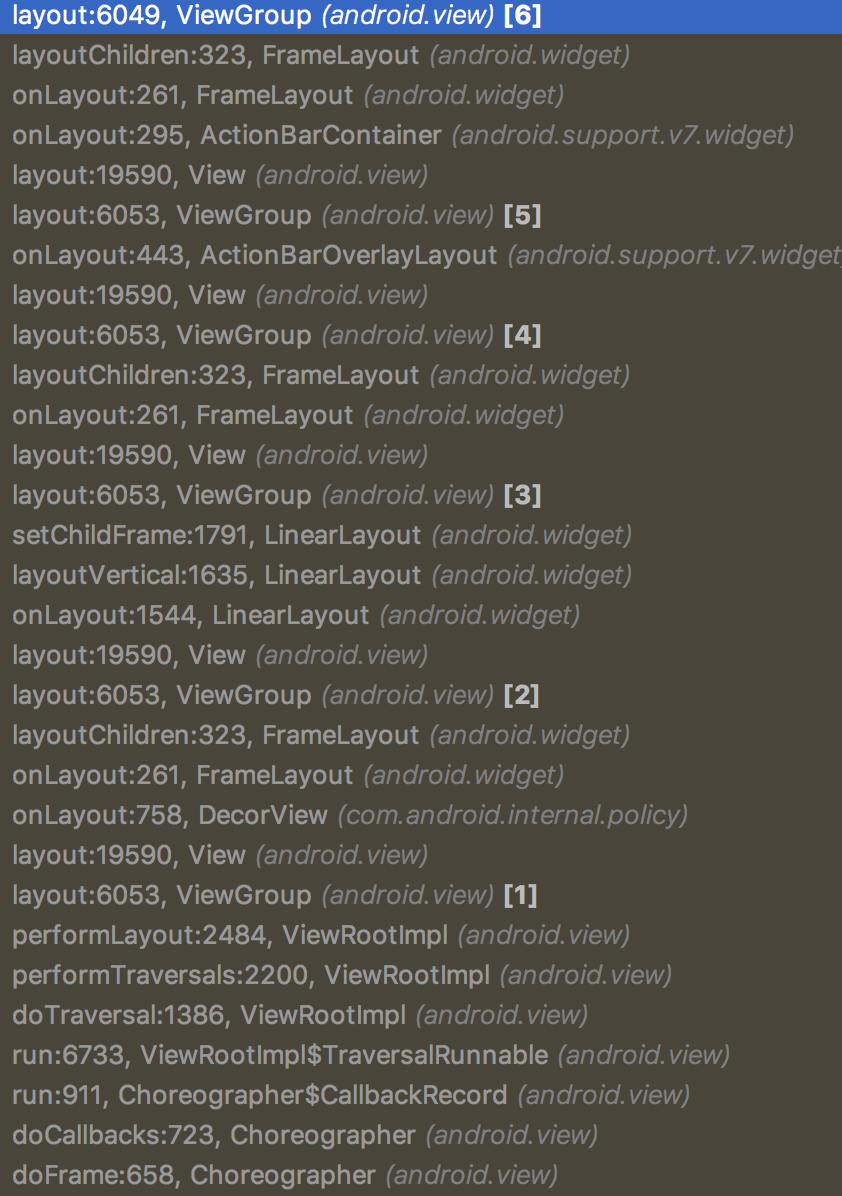 layout:6049, ViewGroup (android.view) [6]
layoutChildren:323, FrameLayout (android.widget)
onLayout:261, FrameLayout (android.widget)
onLayout:295, ActionBarContainer (android.support.v7.widget)
layout:19590, View (android.view)
layout:6053, ViewGroup (android.view) [5]
onLayout:443, ActionBarOverlayLayout (android.support.v7.widget)
layout:19590, View (android.view)
layout:6053, ViewGroup (android.view) [4]
layoutChildren:323, FrameLayout (android.widget)
onLayout:261, FrameLayout (android.widget)
layout:19590, View (android.view)
layout:6053, ViewGroup (android.view) [3]
setChildFrame:1791, LinearLayout (android.widget)
layoutVertical:1635, LinearLayout (android.widget)
onLayout:1544, LinearLayout (android.widget)
layout:19590, View (android.view)
layout:6053, ViewGroup (android.view) [2]
layoutChildren:323, FrameLayout (android.widget)
onLayout:261, FrameLayout (android.widget)
onLayout:758, DecorView (com.android.internal.policy)
layout:19590, View (android.view)
layout:6053, ViewGroup (android.view) [1]
performLayout:2484, ViewRootImpl (android.view)
performTraversals:2200, ViewRootImpl (android.view)
doTraversal:1386, ViewRootImpl (android.view)
run:6733, ViewRootImpl$TraversalRunnable (android.view)
run:911, Choreographer$CallbackRecord (android.view)
doCallbacks:723, Choreographer (android.view)
doFrame:658, Choreographer (android.view)